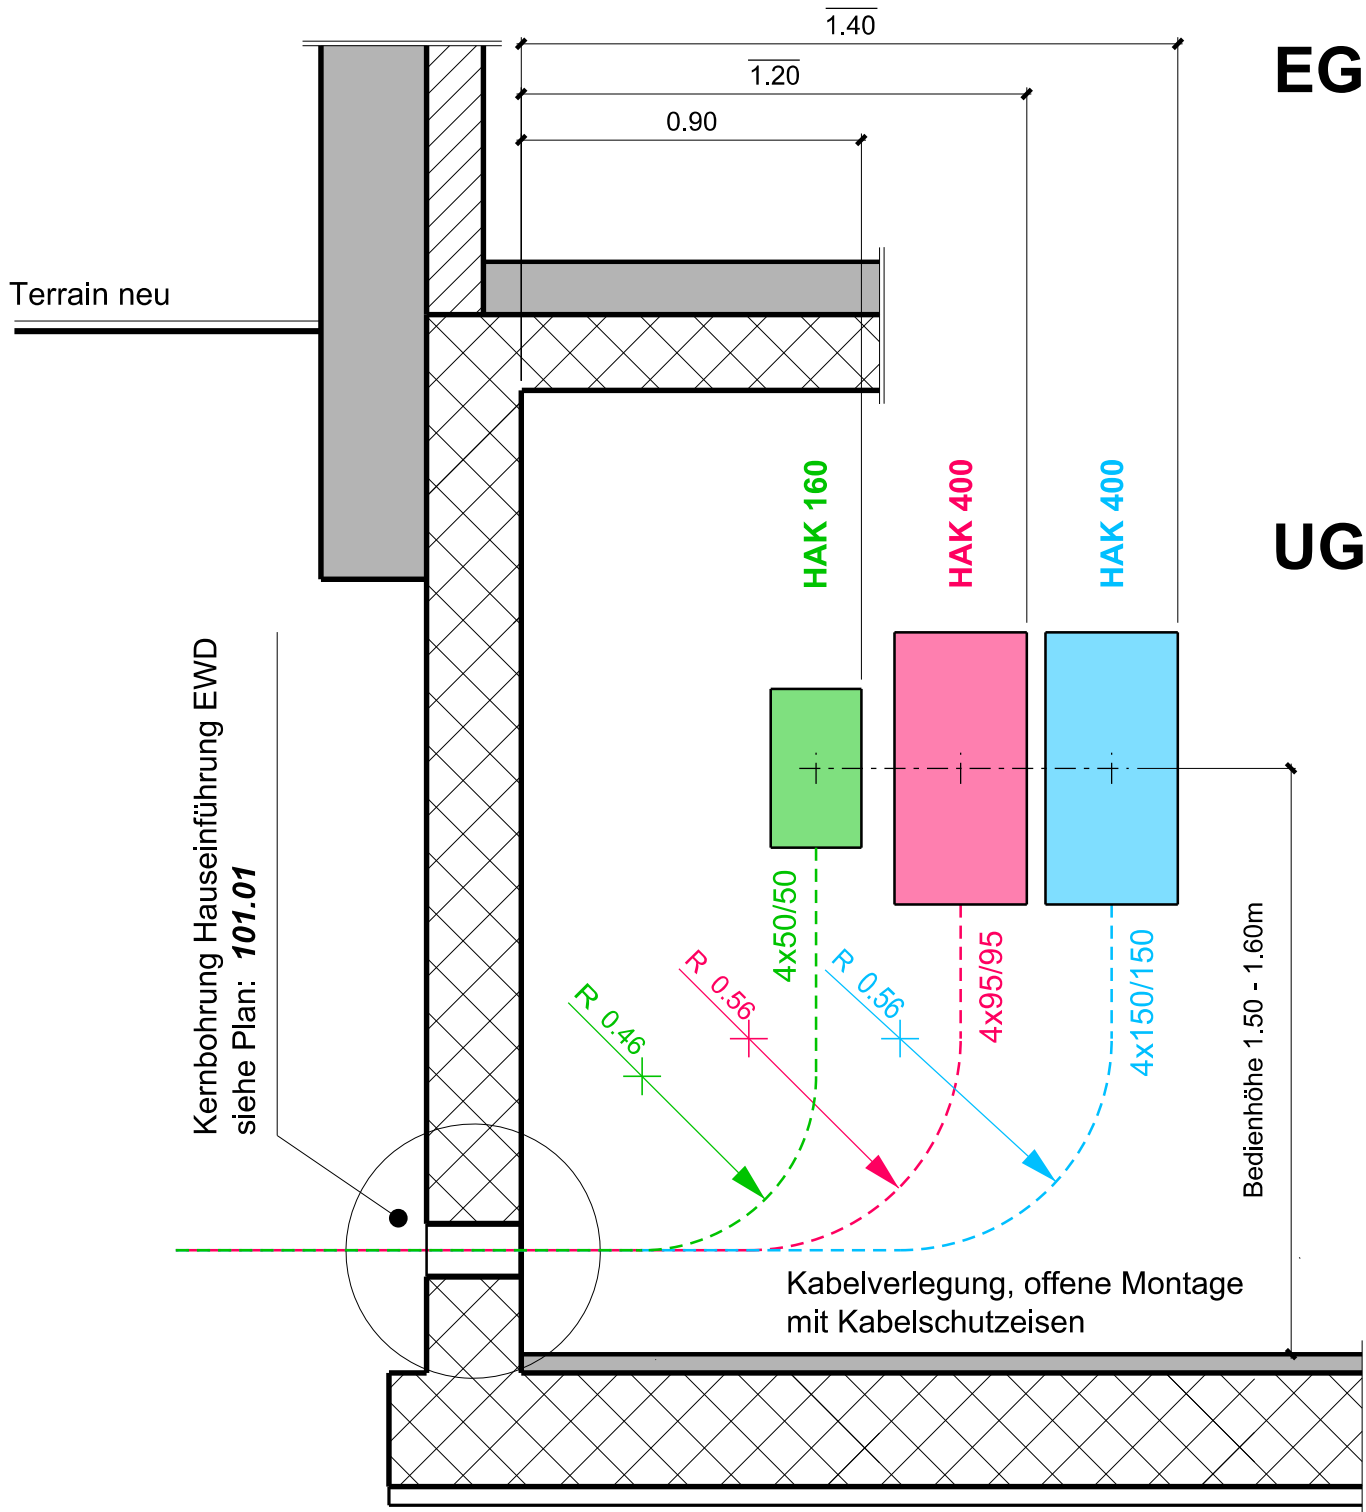 1.40
EG
1.20
0.90
Terrain neu
HAK 160
HAK 400
HAK 400
UG
Kernbohrung Hauseinführung EWD
siehe Plan: 101.01
4x50/50
4x95/95
4x150/150
R 0.46
R 0.56
R 0.56
Bedienhöhe 1.50 - 1.60m
Kabelverlegung, offene Montage
mit Kabelschutzeisen